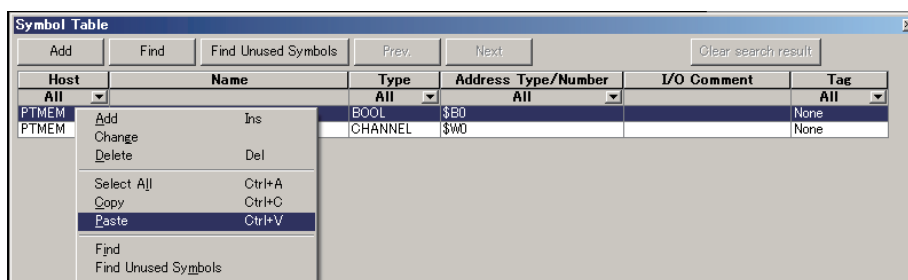 Symbol Table
Add Find Find Unused Symbols Prev. Next Clear search result
Host Name Type Address Type/Number I/O Comment Tag
All All All All
PTMEM BOOL $B0 None
PTMEM CHANNEL $W0 None
Add Ins
Change
Delete Del
Select All Ctrl+A
Copy Ctrl+C
Paste Ctrl+V
Find
Find Unused Symbols